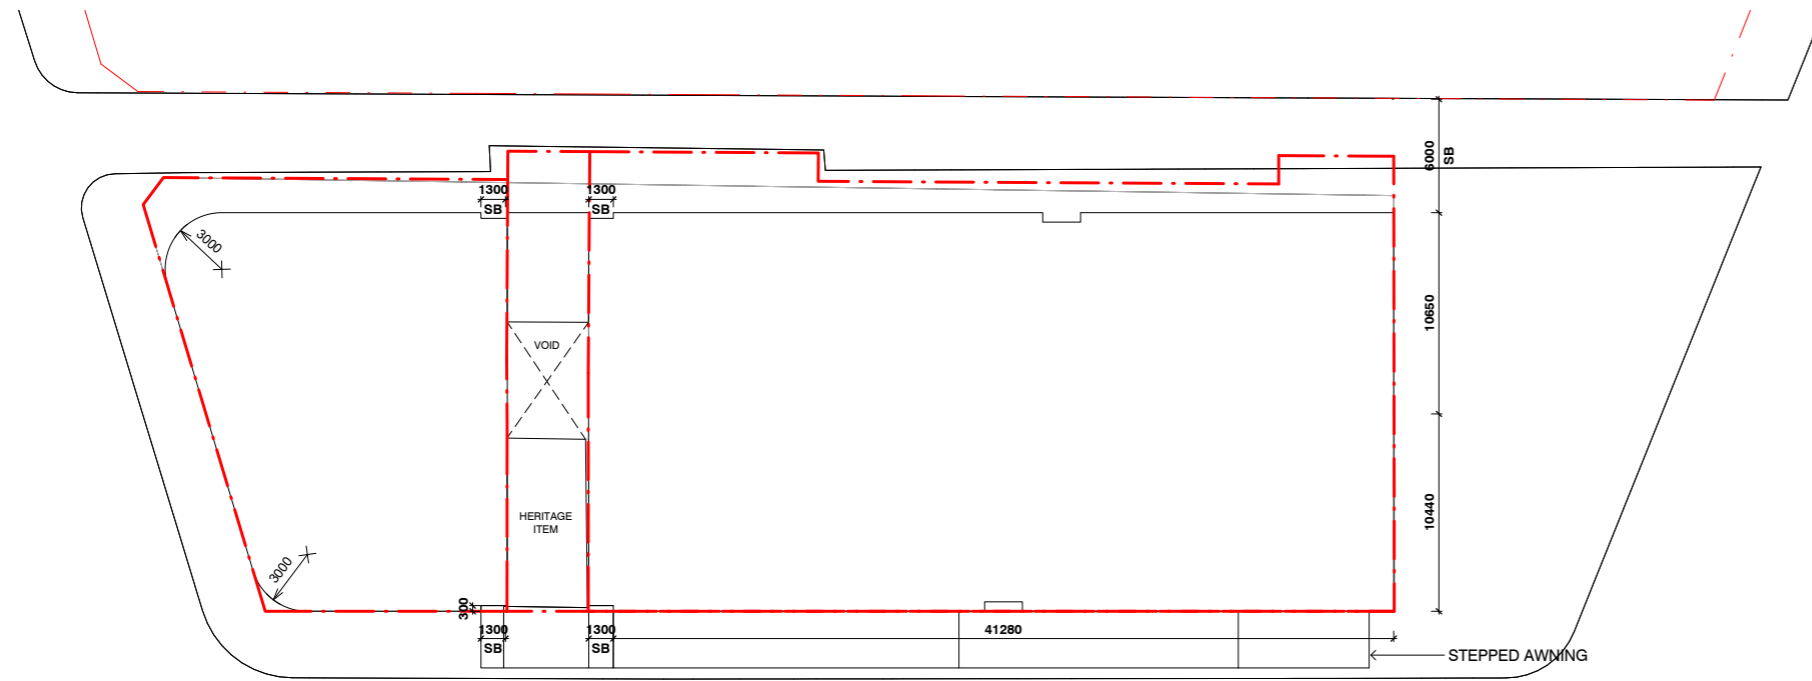 6000
SB
1300
SB
1300
SB
3000
10650
VOID
HERITAGE
ITEM
10440
3000
300
1300
SB
1300
SB
41280
STEPPED AWNING